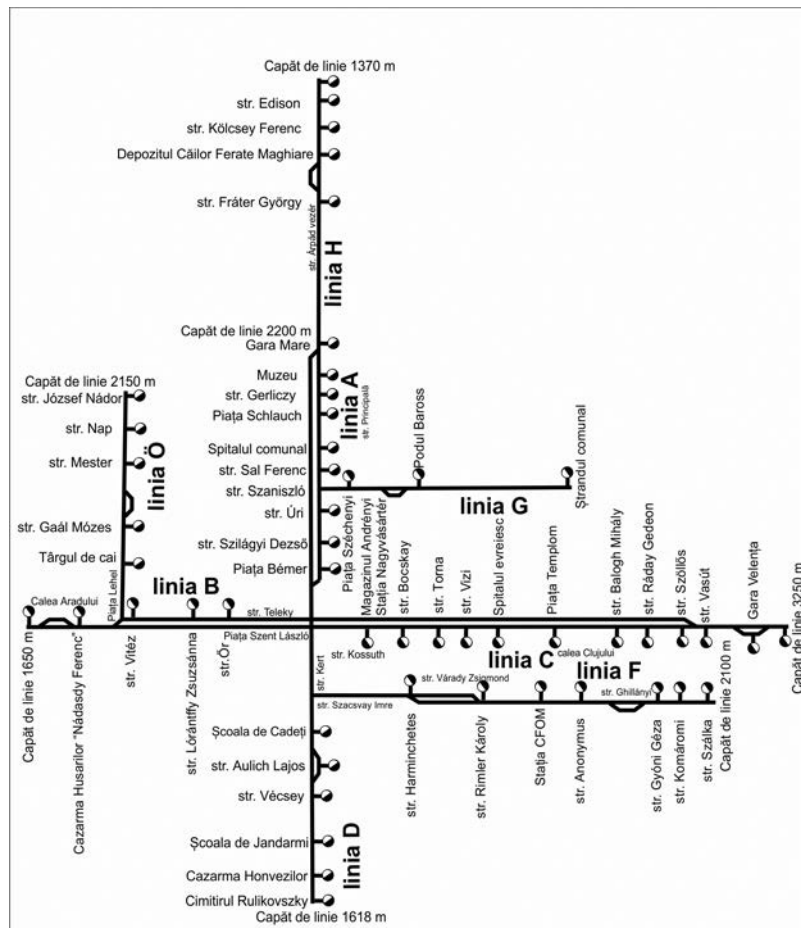 Capăt de linie 1370 m
str. Edison
str. Kölcsey Ferenc
Depozitul Căilor Ferate Maghiare
str. Fráter György
str. Árpád vezér
linia H
Capăt de linie 2200 m
Gara Mare
Muzeu
str. Gerliczy
Piața Schlauch
linia A
str. Principală
Spitalul comunal
str. Sal Ferenc
str. Szaniszló
str. Úri
str. Szilágyi Dezső
Piața Bémer
Capăt de linie 2150 m
str. József Nádor
str. Nap
str. Mester
linia Ö
str. Gaál Mózes
Târgul de cai
Piața Lehel
Piața Széchenyi
Podul Baross
Ștrandul comunal
linia G
linia B
Calea Aradului
str. Teleky
Piața Szent László
Capăt de linie 1650 m
Cazarma Husarilor "Nádasdy Ferenc"
str. Vitéz
str. Lórántffy Zsuzsánna
str.Őr
Magazinul Andrényi
Stația Nagyvásártér
str. Bocskay
str. Toma
str. Vizi
Spitalul evreiesc
Piața Templom
str. Balogh Mihály
str. Ráday Gedeon
str. Szöllős
str. Vasút
Gara Velența
Capăt de linie 3250 m
str. Kossuth
linia C
calea Clujului
linia F
str. Kert
str. Várady Zsigmond
str. Ghillányi
str. Szacsvay Imre
str. Harminchetes
str. Rimler Károly
Stația CFOM
str. Anonymus
str. Gyóni Géza
str. Komáromi
str. Szálka
Capăt de linie 2100 m
Școala de Cadeți
str. Aulich Lajos
str. Vécsey
Școala de Jandarmi
linia D
Cazarma Honvezilor
Cimitirul Rulikovszky
Capăt de linie 1618 m